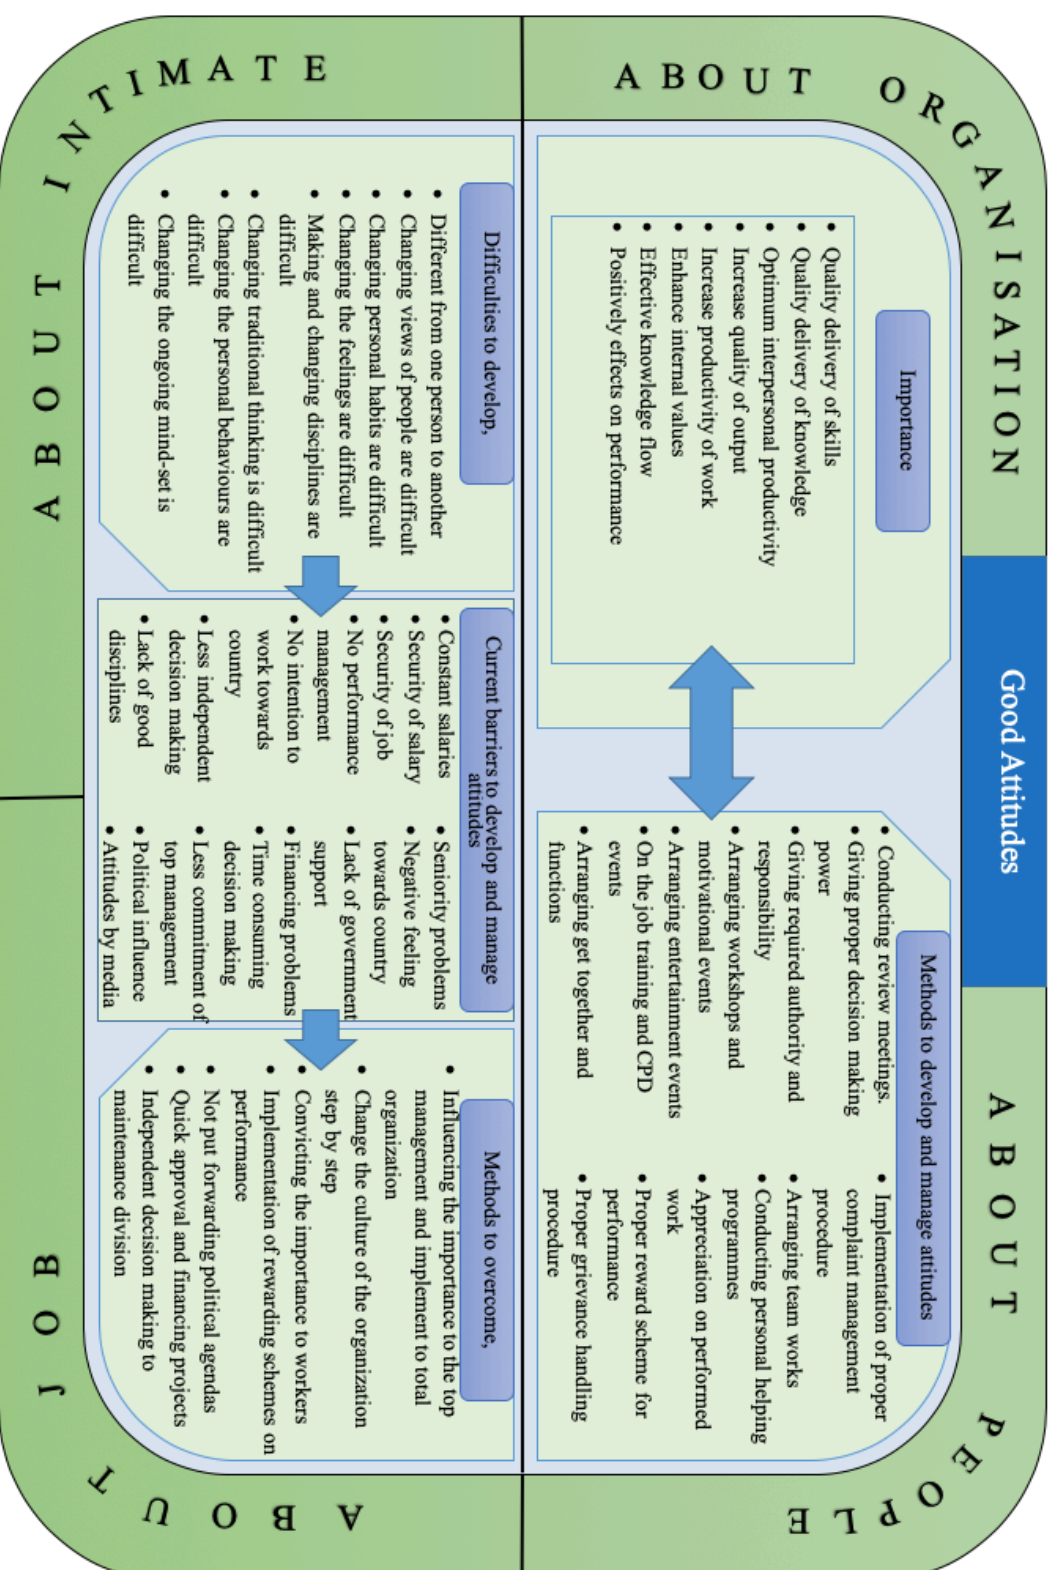 Good Attitudes
ABOUT ORGANISATION
ABOUT PEOPLE
ABOUT INTIMATE
ABOUT JOB
Importance
• Quality delivery of skills
• Quality delivery of knowledge
• Optimum interpersonal productivity
• Increase quality of output
• Increase productivity of work
• Enhance internal values
• Effective knowledge flow
• Positively effects on performance
Methods to develop and manage attitudes
• Conducting review meetings.
• Giving proper decision making
power
• Giving required authority and
responsibility
• Arranging workshops and
motivational events
• Arranging entertainment events
• On the job training and CPD
events
• Arranging get together and
functions
• Implementation of proper
complaint management
procedure
• Arranging team works
• Conducting personal helping
programmes
• Appreciation on performed
work
• Proper reward scheme for
performance
• Proper grievance handling
procedure
Difficulties to develop,
• Different from one person to another
• Changing views of people are difficult
• Changing personal habits are difficult
• Changing the feelings are difficult
• Making and changing disciplines are
difficult
• Changing traditional thinking is difficult
• Changing the personal behaviours are
difficult
• Changing the ongoing mind-set is
difficult
Current barriers to develop and manage
attitudes
• Constant salaries
• Security of salary
• Security of job
• No performance
management
• No intention to
work towards
country
• Less independent
decision making
• Lack of good
disciplines
• Seniority problems
• Negative feeling
towards country
• Lack of government
support
• Financing problems
• Time consuming
decision making
• Less commitment of
top management
• Political influence
• Attitudes by media
Methods to overcome,
• Influencing the importance to the top
management and implement to total
organization
• Change the culture of the organization
step by step
• Convicting the importance to workers
• Implementation of rewarding schemes on
performance
• Not put forwarding political agendas
• Quick approval and financing projects
• Independent decision making to
maintenance division